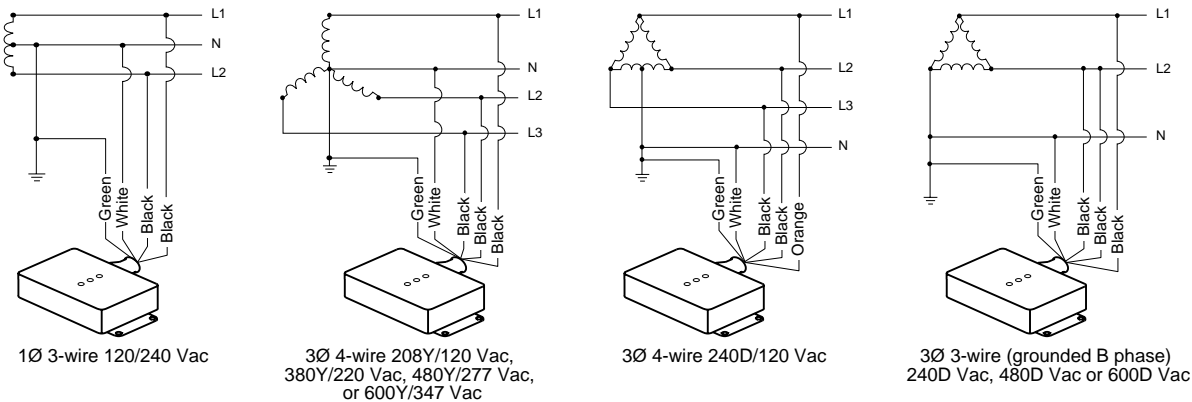 L1
N
L2
Green
White
Black
Black
1Ø 3-wire 120/240 Vac
L1
N
L2
L3
Green
White
Black
Black
Black
3Ø 4-wire 208Y/120 Vac,
380Y/220 Vac, 480Y/277 Vac,
or 600Y/347 Vac
L1
L2
L3
N
Green
White
Black
Black
Orange
3Ø 4-wire 240D/120 Vac
L1
L2
N
Green
White
Black
Black
Black
3Ø 3-wire (grounded B phase)
240D Vac, 480D Vac or 600D Vac